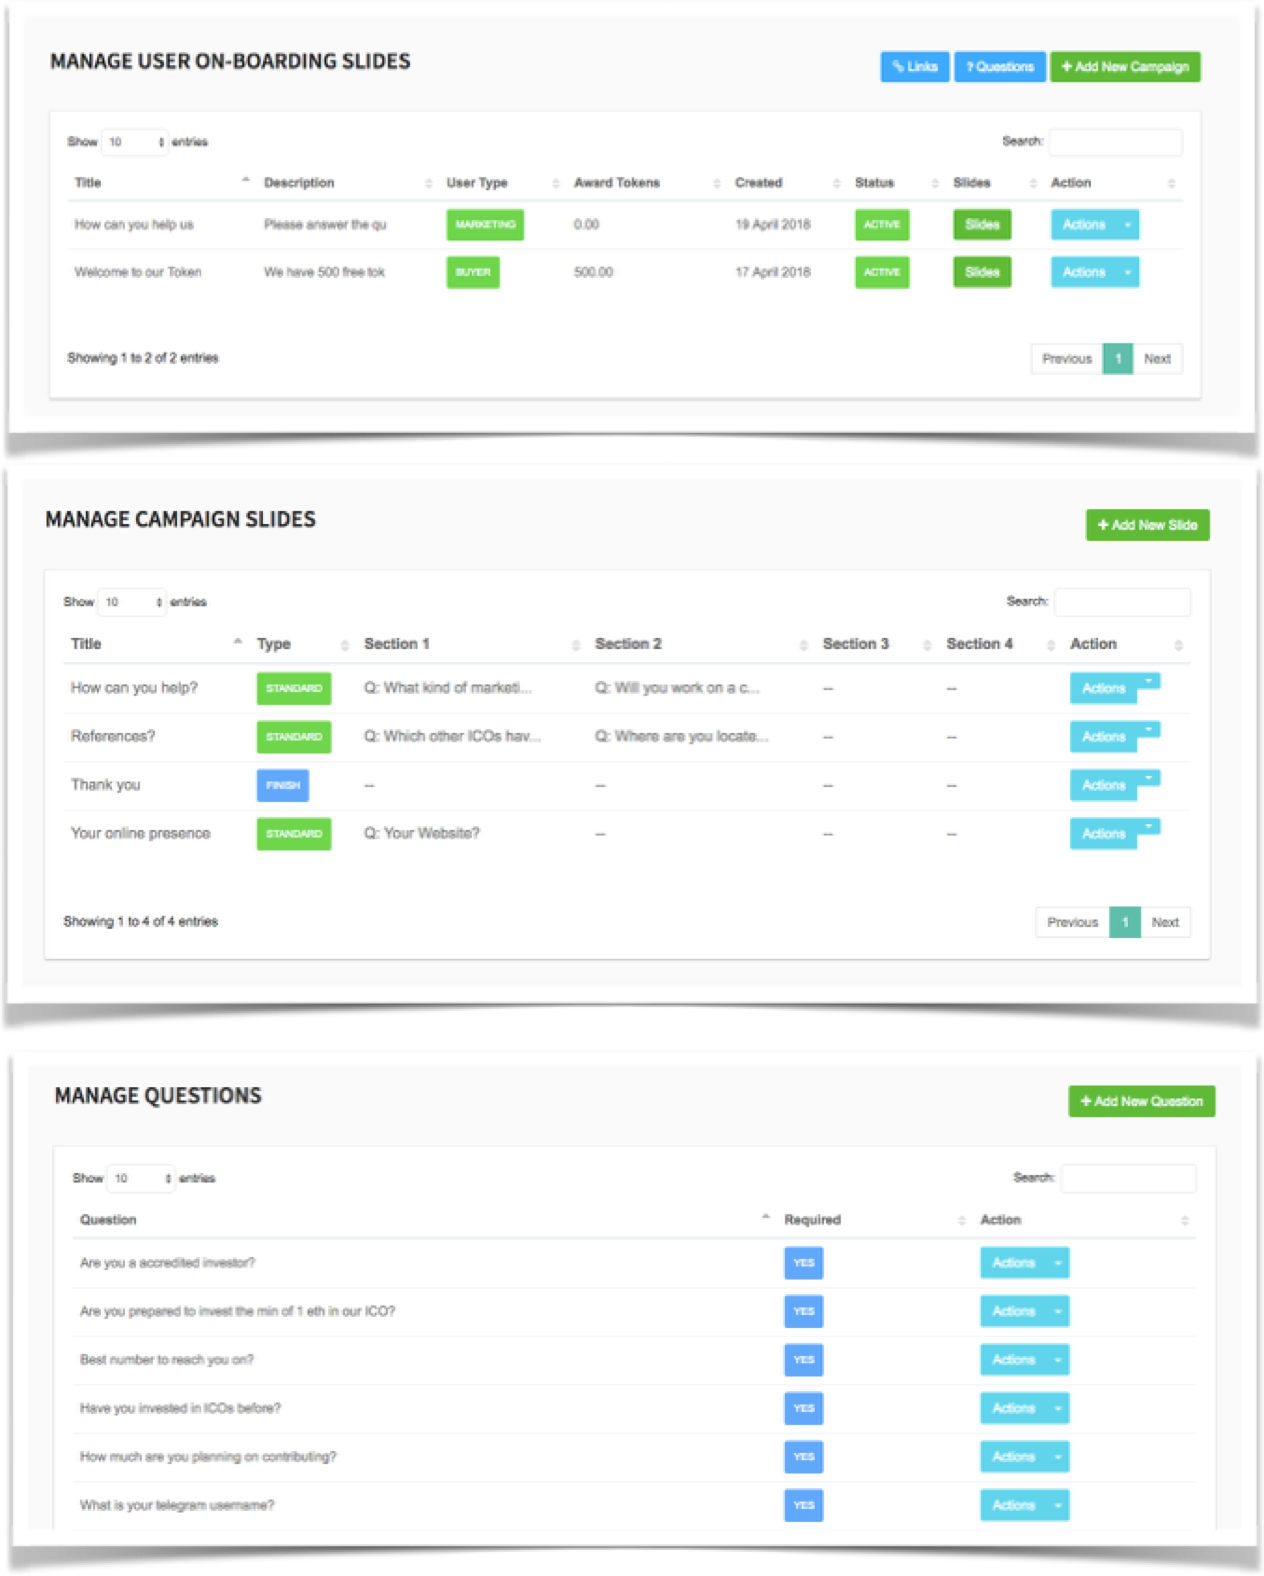 MANAGE USER ON-BOARDING SLIDES
Links
? Questions
+ Add New Campaign
Show 10 entries
Search:
Title Description User Type Award Tokens Created Status Slides Action
How can you help us Please answer the qu MARKETING 0.00 19 April 2018 ACTIVE Slides Actions
Welcome to our Token We have 500 free tok BUYER 500.00 17 April 2018 ACTIVE Slides Actions
Showing 1 to 2 of 2 entries
Previous 1 Next
MANAGE CAMPAIGN SLIDES
+ Add New Slide
Show 10 entries
Search:
Title Type Section 1 Section 2 Section 3 Section 4 Action
How can you help? STANDARD Q: What kind of marketi... Q: Will you work on a c... -- -- Actions
References? STANDARD Q: Which other ICOs hav... Q: Where are you locate... -- -- Actions
Thank you FINISH -- -- -- -- Actions
Your online presence STANDARD Q: Your Website? -- -- -- Actions
Showing 1 to 4 of 4 entries
Previous 1 Next
MANAGE QUESTIONS
+ Add New Question
Show 10 entries
Search:
Question Required Action
Are you a accredited investor? YES Actions
Are you prepared to invest the min of 1 eth in our ICO? YES Actions
Best number to reach you on? YES Actions
Have you invested in ICOs before? YES Actions
How much are you planning on contributing? YES Actions
What is your telegram username? YES Actions